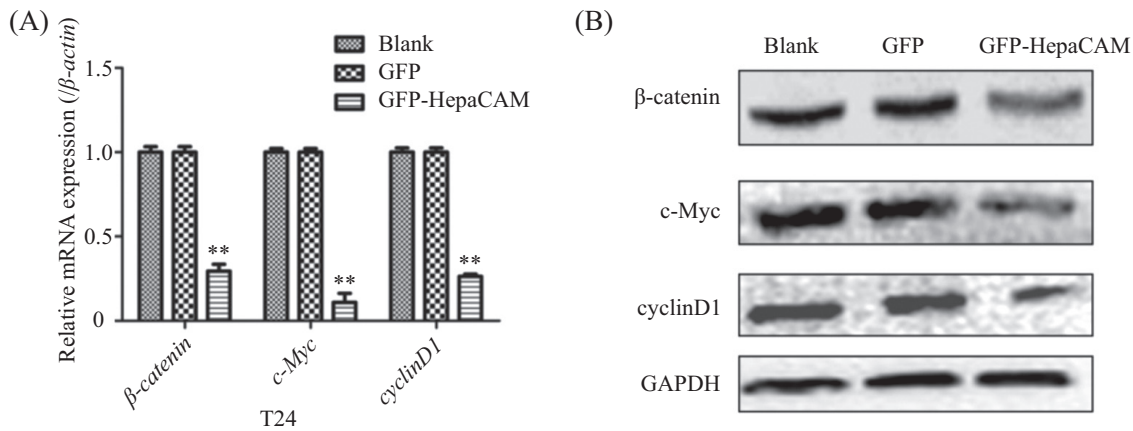 (A)
Blank
GFP
GFP-HepaCAM
Relative mRNA expression (/β-actin)
1.5
1.0
0.5
0
**
**
**
β-catenin
c-Myc
cyclinD1
T24
(B)
Blank GFP GFP-HepaCAM
β-catenin
c-Myc
cyclinD1
GAPDH